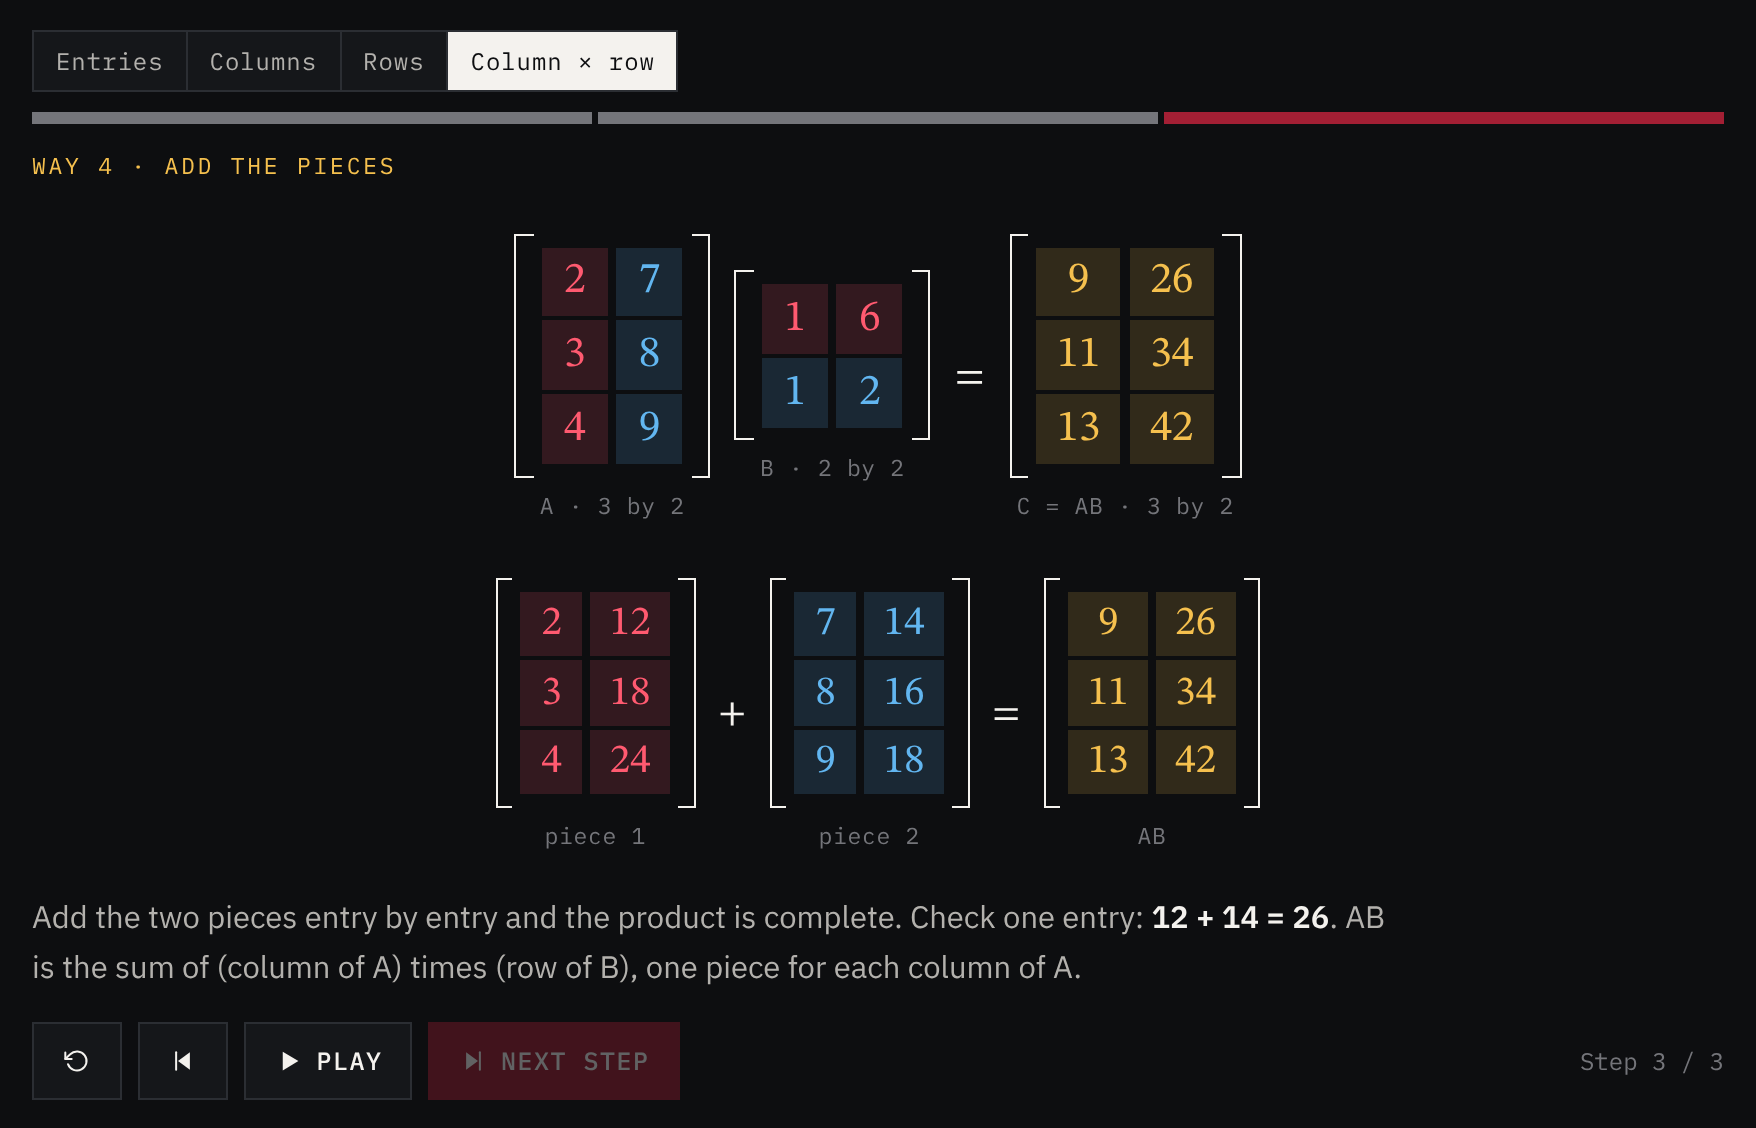 Entries Columns Rows Column × row
WAY 4 · ADD THE PIECES
2 7
3 8
4 9
A · 3 by 2
1 6
1 2
B · 2 by 2
=
9 26
11 34
13 42
C = AB · 3 by 2
2 12
3 18
4 24
piece 1
+
7 14
8 16
9 18
piece 2
=
9 26
11 34
13 42
AB
Add the two pieces entry by entry and the product is complete. Check one entry: 12 + 14 = 26. AB
is the sum of (column of A) times (row of B), one piece for each column of A.
PLAY NEXT STEP Step 3 / 3